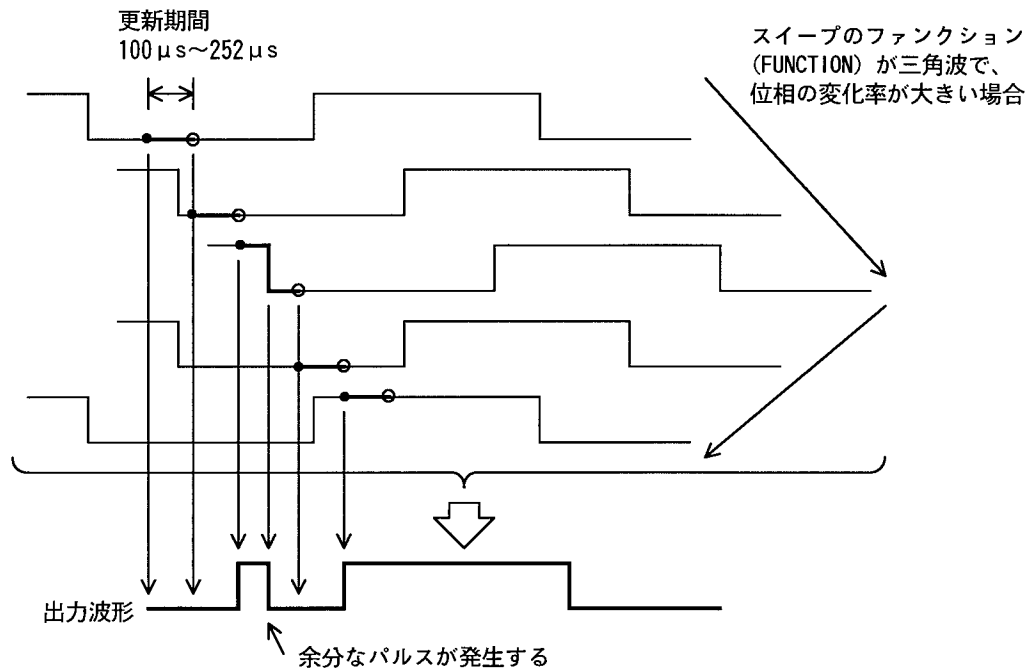 更新期間
100μs～252μs
スイープのファンクション
(FUNCTION) が三角波で、
位相の変化率が大きい場合
出力波形
余分なパルスが発生する